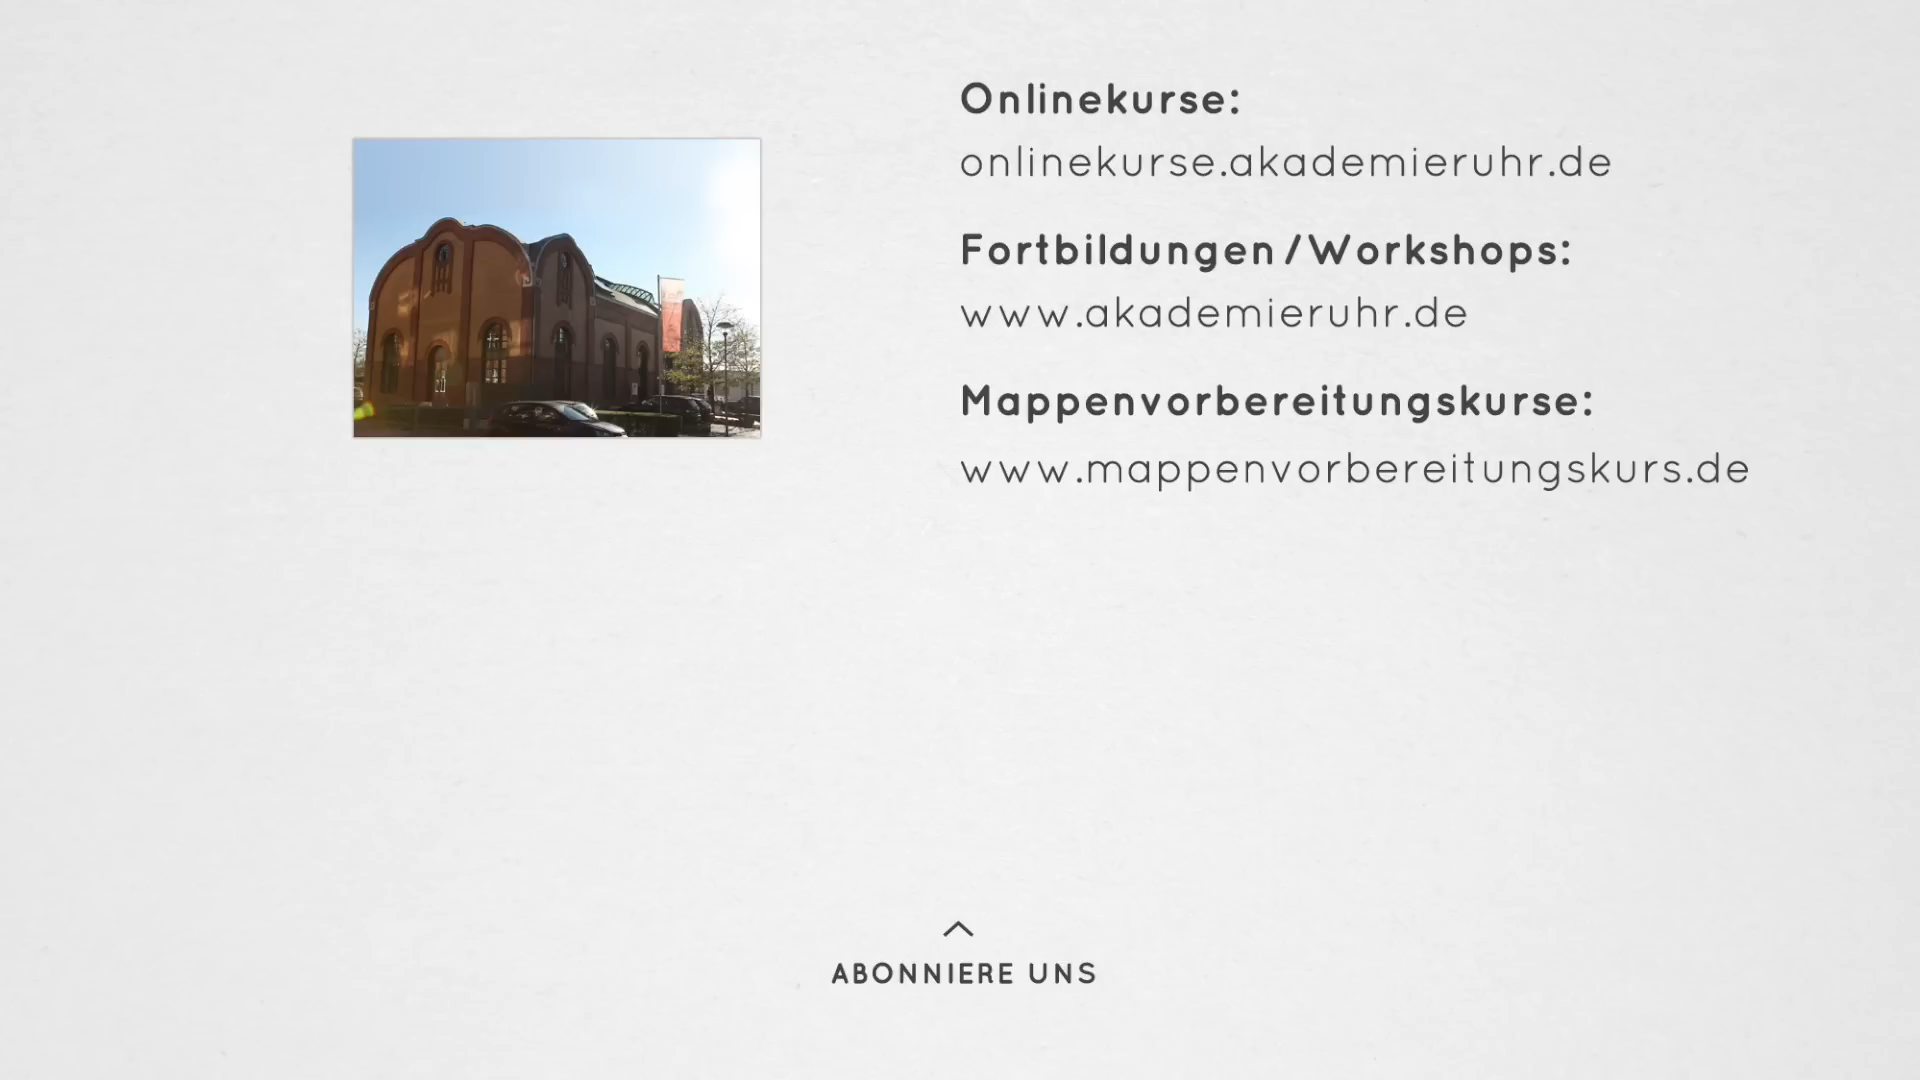 Onlinekurse:
onlinekurse.akademieruhr.de
Fortbildungen/Workshops:
www.akademieruhr.de
Mappenvorbereitungskurse:
www.mappenvorbereitungskurs.de
ABONNIERE UNS